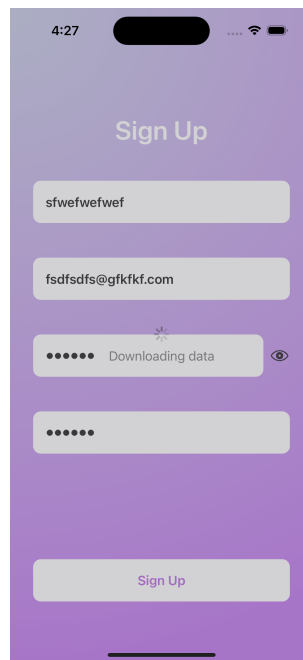 4:27
Sign Up
sfwefwefwef
fsdfsdfs@gfkfkf.com
•••••• Downloading data
••••••
Sign Up